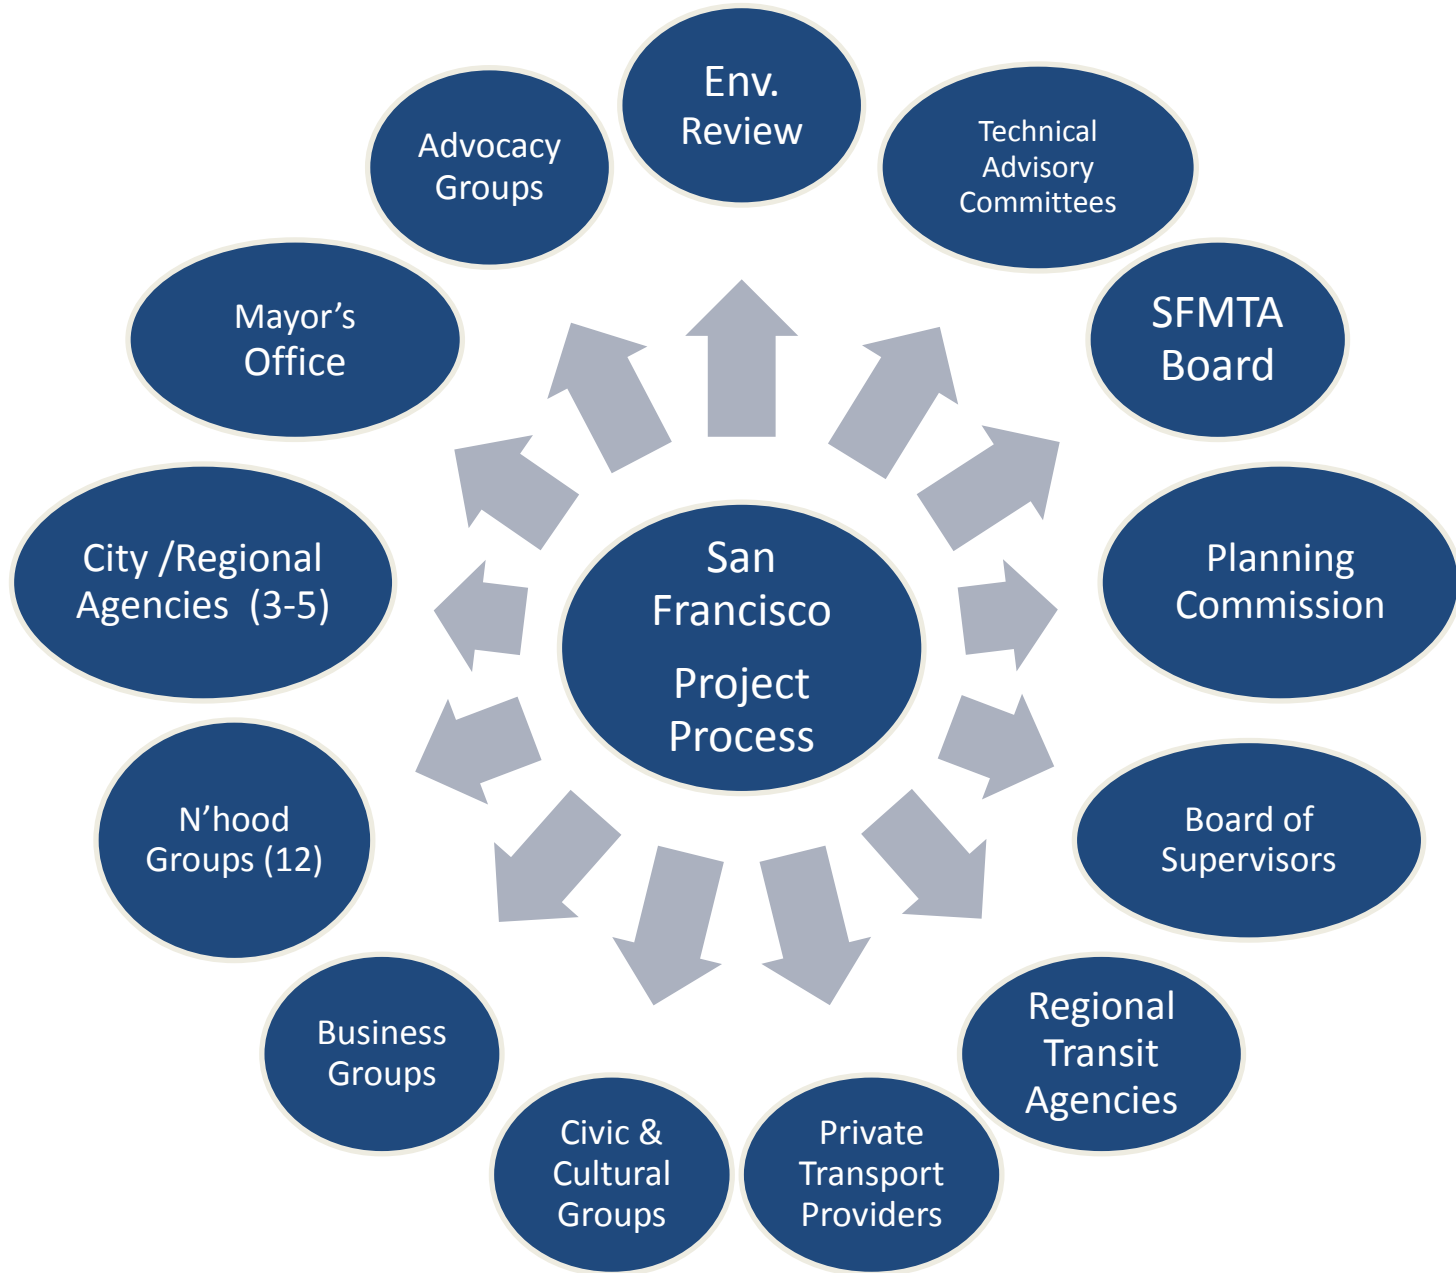 Env.
Review
Technical
Advisory
Committees
SFMTA
Board
Planning
Commission
Board of
Supervisors
Regional
Transit
Agencies
Private
Transport
Providers
Civic &
Cultural
Groups
Business
Groups
N’hood
Groups (12)
City /Regional
Agencies  (3-5)
Mayor’s
Office
Advocacy
Groups
San
Francisco
Project
Process